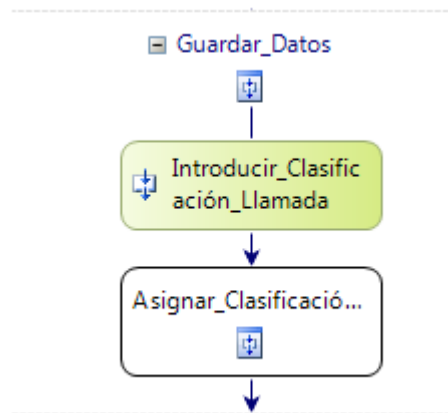 Guardar_Datos
Introducir_Clasific
ación_Llamada
Asignar_Clasificació...